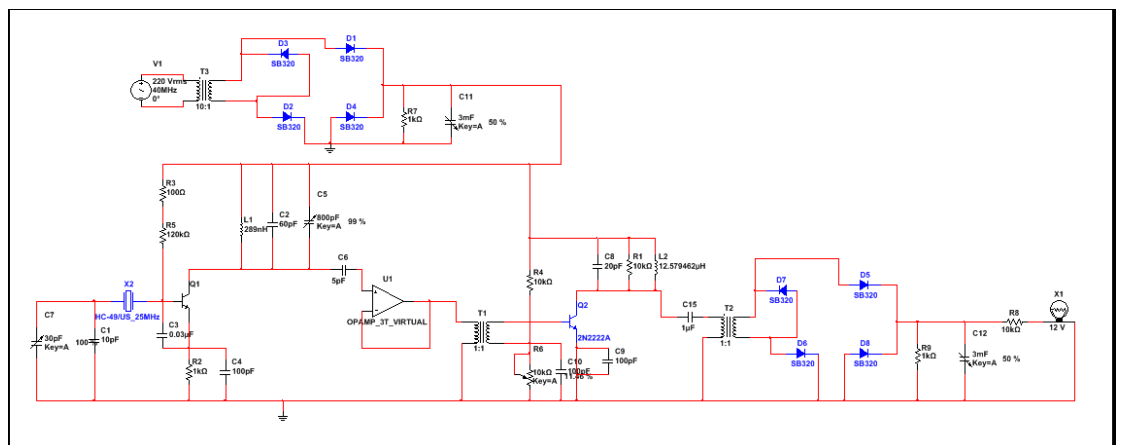 V1
220 Vrms
40MHz
0°
T3
10:1
D3
SB320
D1
SB320
D2
SB320
D4
SB320
R7
1kΩ
C11
3mF
Key=A
50 %
R3
100Ω
R5
120kΩ
L1
289nH
C2
60pF
C5
800pF
Key=A
99 %
X2
HC-49/US_25MHz
Q1
C6
5pF
U1
OPAMP_3T_VIRTUAL
C7
30pF
Key=A
C1
10pF
C3
0.03µF
R2
1kΩ
C4
100pF
T1
1:1
R4
10kΩ
C8
20pF
R1
10kΩ
L2
12.579462µH
Q2
2N2222A
R6
10kΩ
Key=A
C10
100pF
11.46 %
C9
100pF
C15
1µF
T2
1:1
D7
SB320
D5
SB320
D6
SB320
D8
SB320
R9
1kΩ
C12
3mF
Key=A
50 %
R8
10kΩ
X1
12 V